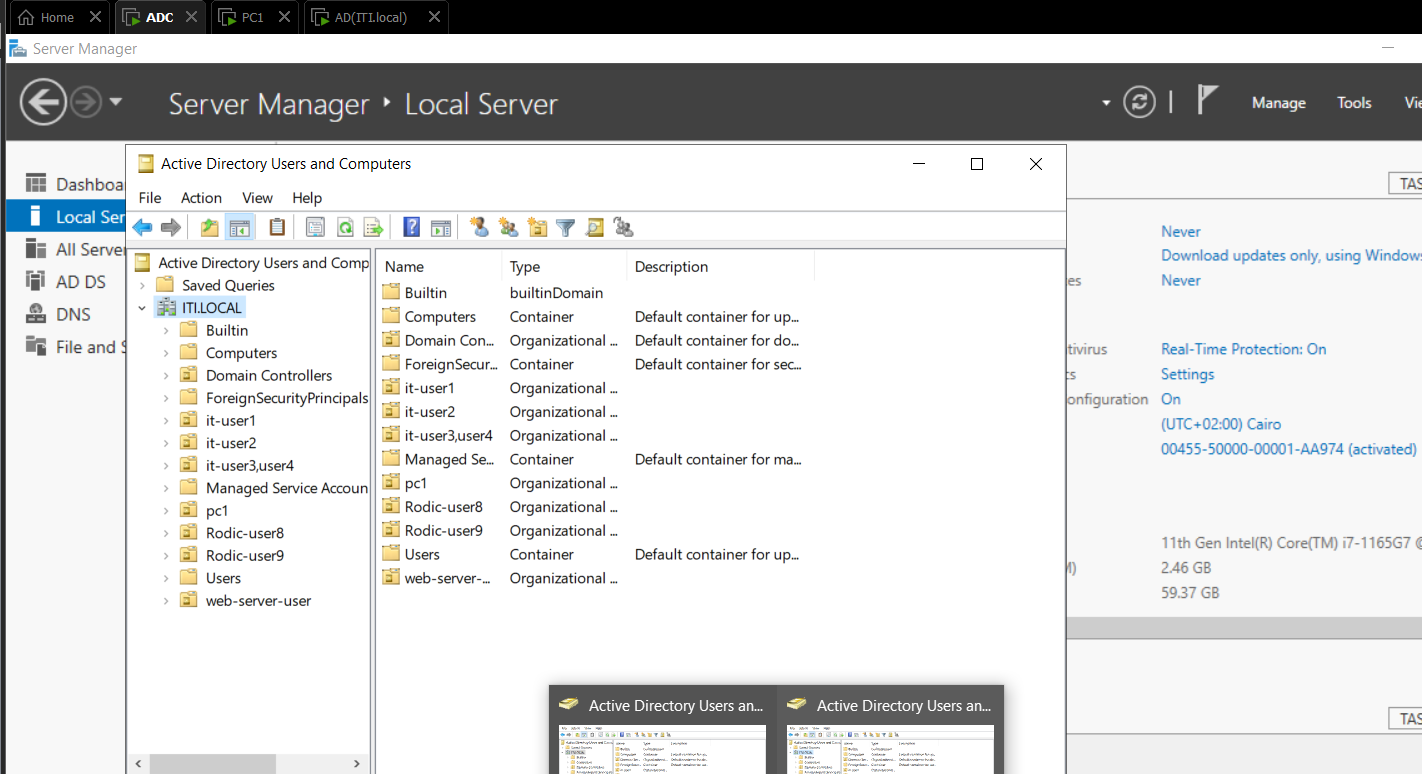 Home
ADC
PC1
AD(ITI.local)
Server Manager
Server Manager Local Server
Manage Tools
Active Directory Users and Computers
File Action View Help
Dashboa
Local Ser
All Server
AD DS
DNS
File and S
Active Directory Users and Comp
Saved Queries
ITI.LOCAL
Builtin
Computers
Domain Controllers
ForeignSecurityPrincipals
it-user1
it-user2
it-user3,user4
Managed Service Accoun
pc1
Rodic-user8
Rodic-user9
Users
web-server-user
Name Type Description
Builtin builtinDomain
Computers Container Default container for up...
Domain Con... Organizational ... Default container for do...
ForeignSecur... Container Default container for sec...
it-user1 Organizational ...
it-user2 Organizational ...
it-user3,user4 Organizational ...
Managed Se... Container Default container for ma...
pc1 Organizational ...
Rodic-user8 Organizational ...
Rodic-user9 Organizational ...
Users Container Default container for up...
web-server-... Organizational ...
TAS
Never
Download updates only, using Windows
es Never
tivirus Real-Time Protection: On
cs Settings
onfiguration On
(UTC+02:00) Cairo
00455-50000-00001-AA974 (activated)
11th Gen Intel(R) Core(TM) i7-1165G7 @
M) 2.46 GB
59.37 GB
TAS
Active Directory Users an...
Active Directory Users an...